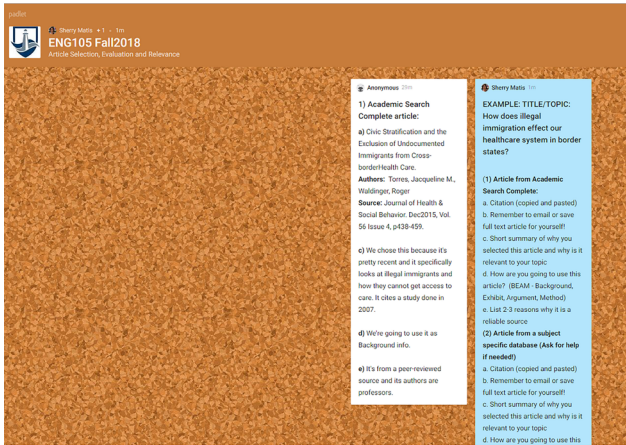 padlet
Sherry Matis + 1 • 1m
ENG105 Fall2018
Article Selection, Evaluation and Relevance
Anonymous 28m
1) Academic Search
Complete article:
a) Civic Stratification and the
Exclusion of Undocumented
Immigrants from Cross-
borderHealth Care.
Authors: Torres, Jacqueline M.,
Waldinger, Roger
Source: Journal of Health &
Social Behavior. Dec2015, Vol.
56 Issue 4, p438-459.
c) We chose this because it's
pretty recent and it specifically
looks at illegal immigrants and
how they cannot get access to
care. It cites a study done in
2007.
d) We're going to use it as
Background info.
e) It's from a peer-reviewed
source and its authors are
professors.
Sherry Matis 1m
EXAMPLE: TITLE/TOPIC:
How does illegal
immigration effect our
healthcare system in border
states?
(1) Article from Academic
Search Complete:
a. Citation (copied and pasted)
b. Remember to email or save
full text article for yourself!
c. Short summary of why you
selected this article and why is it
relevant to your topic
d. How are you going to use this
article? (BEAM - Background,
Exhibit, Argument, Method)
e. List 2-3 reasons why it is a
reliable source
(2) Article from a subject
specific database (Ask for help
if needed!)
a. Citation (copied and pasted)
b. Remember to email or save
full text article for yourself!
c. Short summary of why you
selected this article and why is it
relevant to your topic
d. How are you going to use this